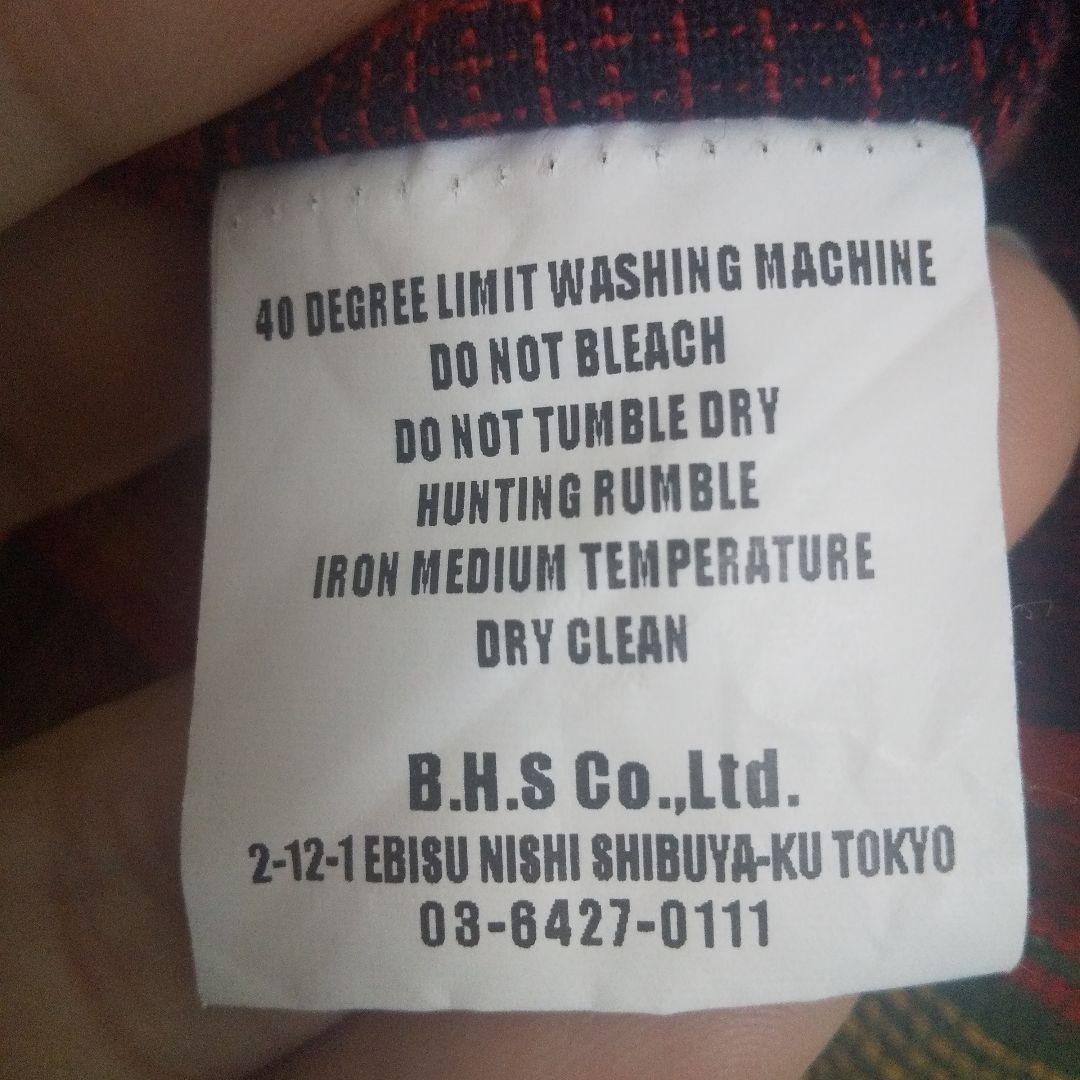 40 DEGREE LIMIT WASHING MACHINE
DO NOT BLEACH
DO NOT TUMBLE DRY
HUNTING RUMBLE
IRON MEDIUM TEMPERATURE
DRY CLEAN
B.H.S Co.,Ltd.
2-12-1 EBISU NISHI SHIBUYA-KU TOKYO
03-6427-0111